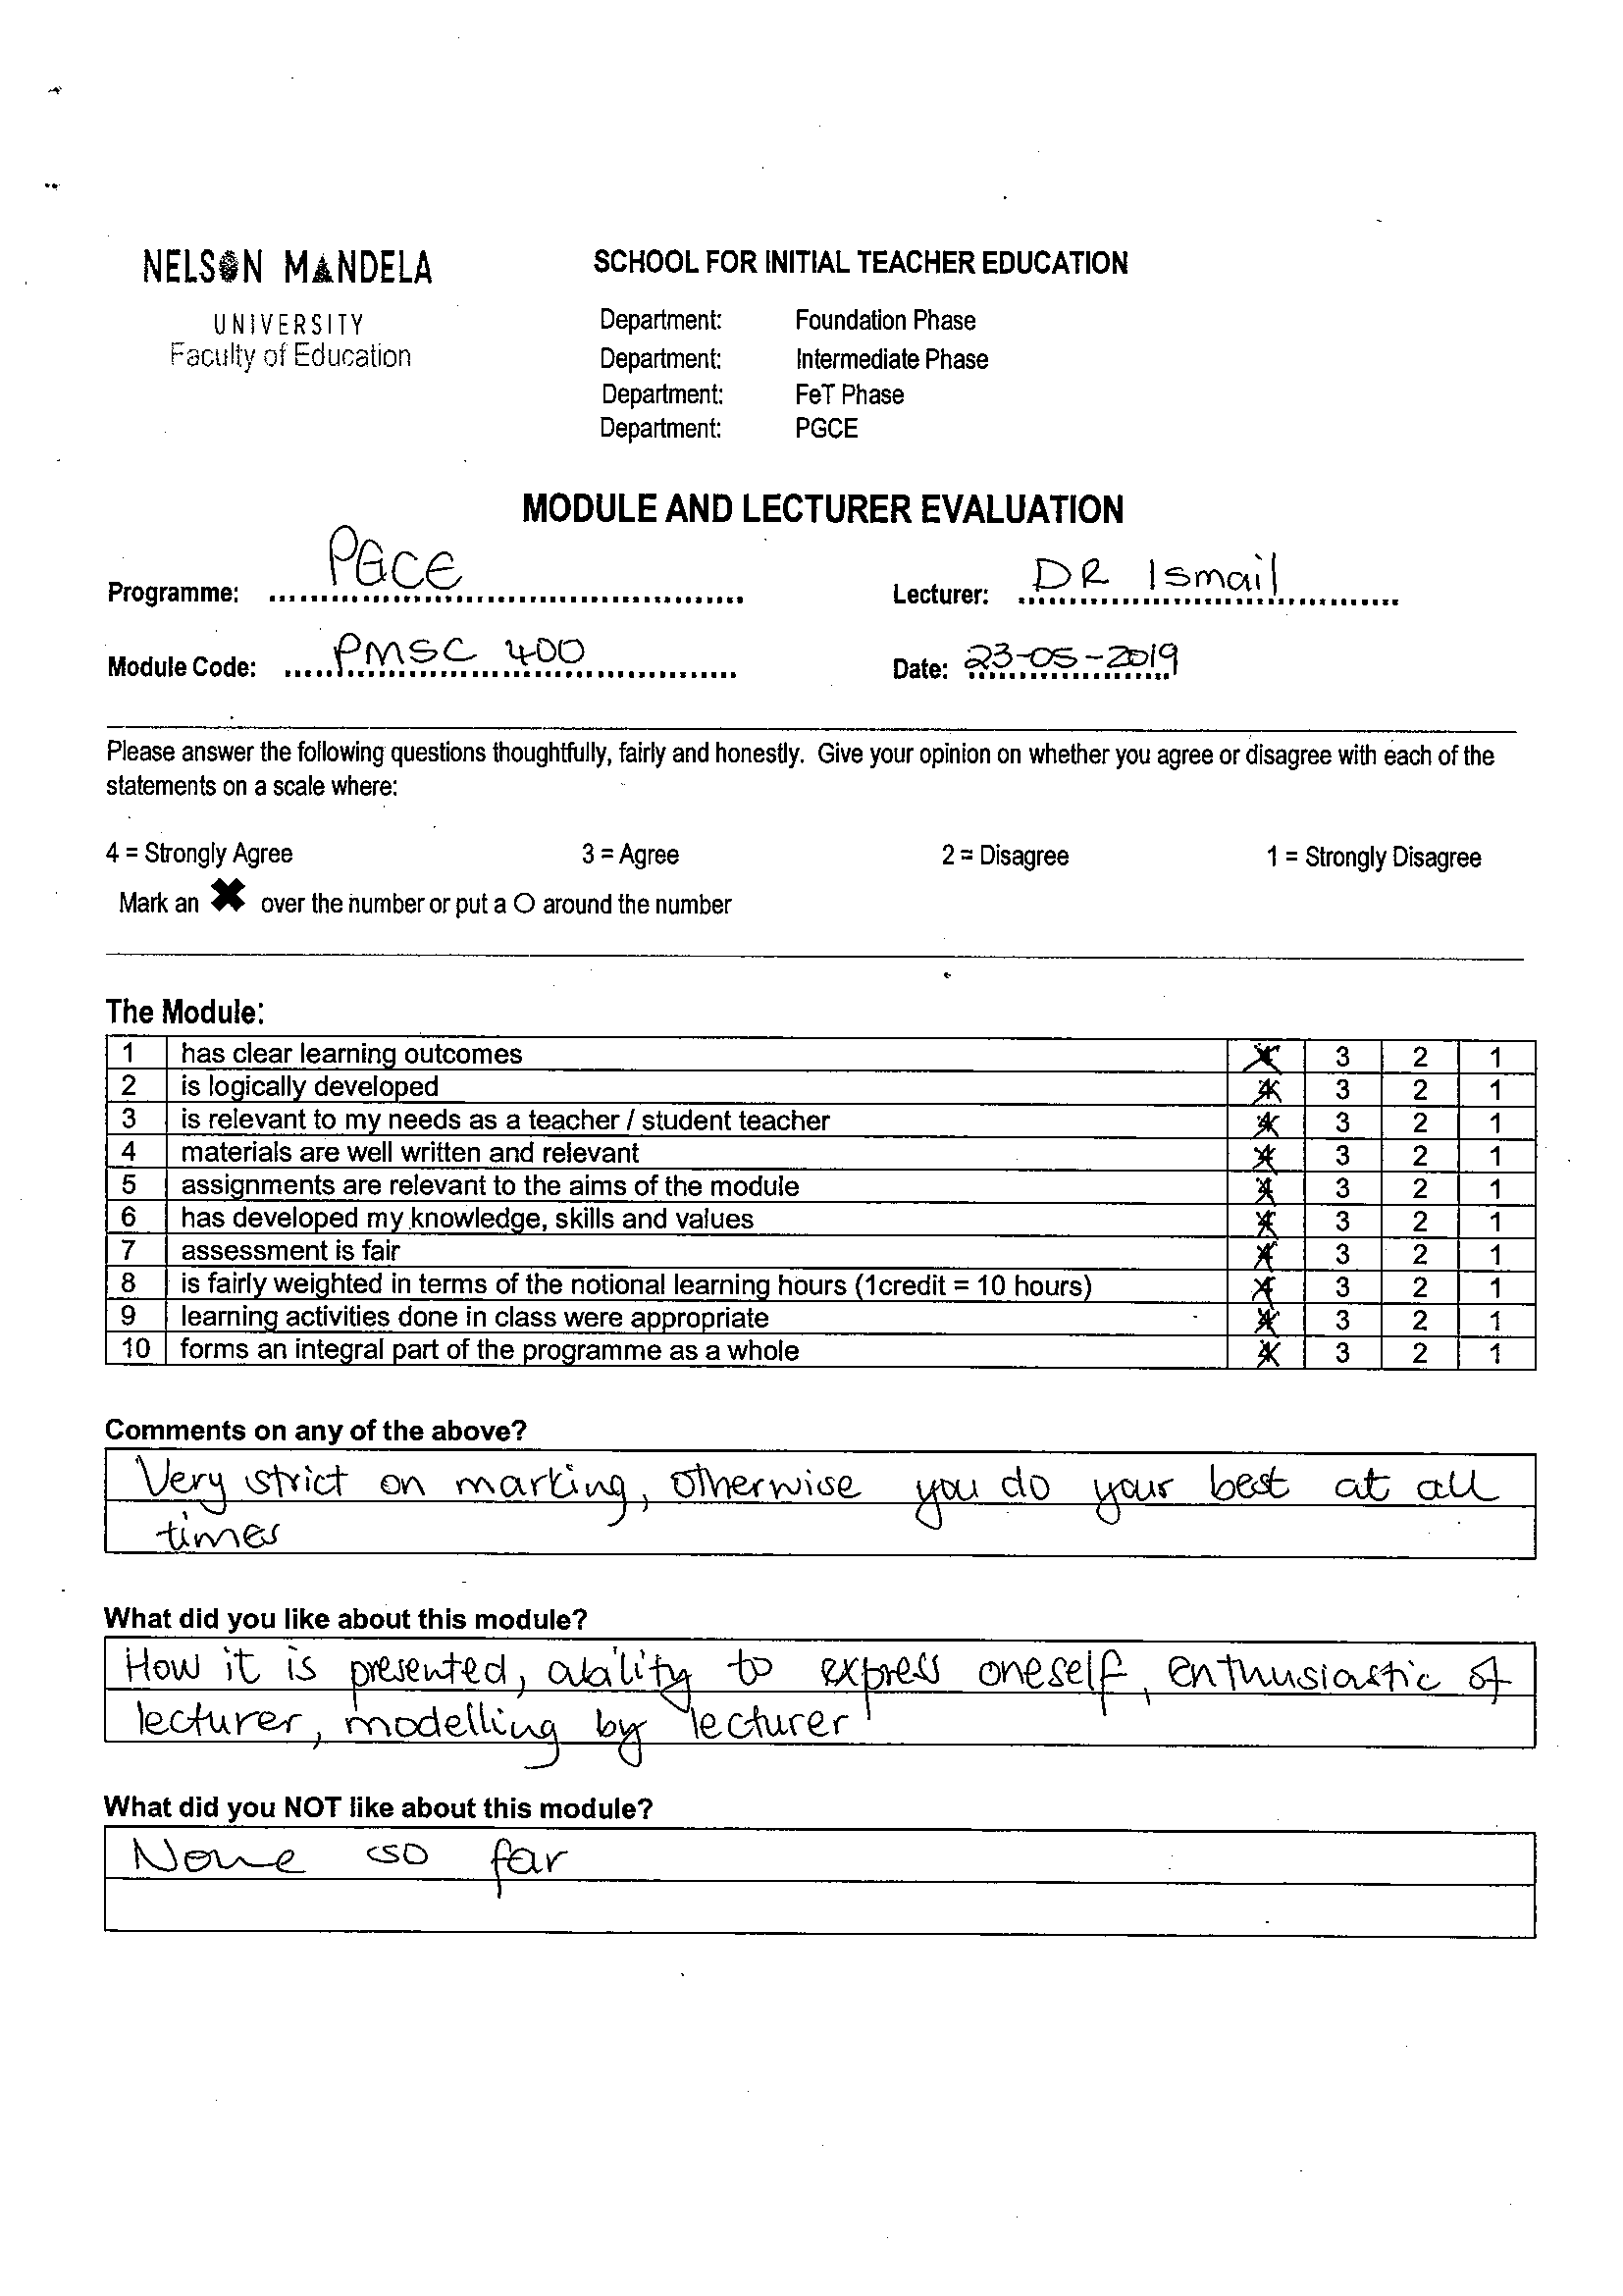 NELSON MANDELA
UNIVERSITY
Faculty of Education
SCHOOL FOR INITIAL TEACHER EDUCATION
Department: Foundation Phase
Department: Intermediate Phase
Department: FeT Phase
Department: PGCE
MODULE AND LECTURER EVALUATION
Programme: PGCE Lecturer: DR Ismail
Module Code: PMSC 400 Date: 23-05-2019
Please answer the following questions thoughtfully, fairly and honestly. Give your opinion on whether you agree or disagree with each of the
statements on a scale where:
4 = Strongly Agree 3 = Agree 2 = Disagree 1 = Strongly Disagree
Mark an ✖ over the number or put a O around the number
The Module:
1 has clear learning outcomes 4 3 2 1
2 is logically developed 4 3 2 1
3 is relevant to my needs as a teacher / student teacher 4 3 2 1
4 materials are well written and relevant 4 3 2 1
5 assignments are relevant to the aims of the module 4 3 2 1
6 has developed my knowledge, skills and values 4 3 2 1
7 assessment is fair 4 3 2 1
8 is fairly weighted in terms of the notional learning hours (1credit = 10 hours) 4 3 2 1
9 learning activities done in class were appropriate 4 3 2 1
10 forms an integral part of the programme as a whole 4 3 2 1
Comments on any of the above?
Very strict on marking, otherwise you do your best at all
times
What did you like about this module?
How it is presented, ability to express oneself, enthusiastic of
lecturer, modelling by lecturer
What did you NOT like about this module?
None so far